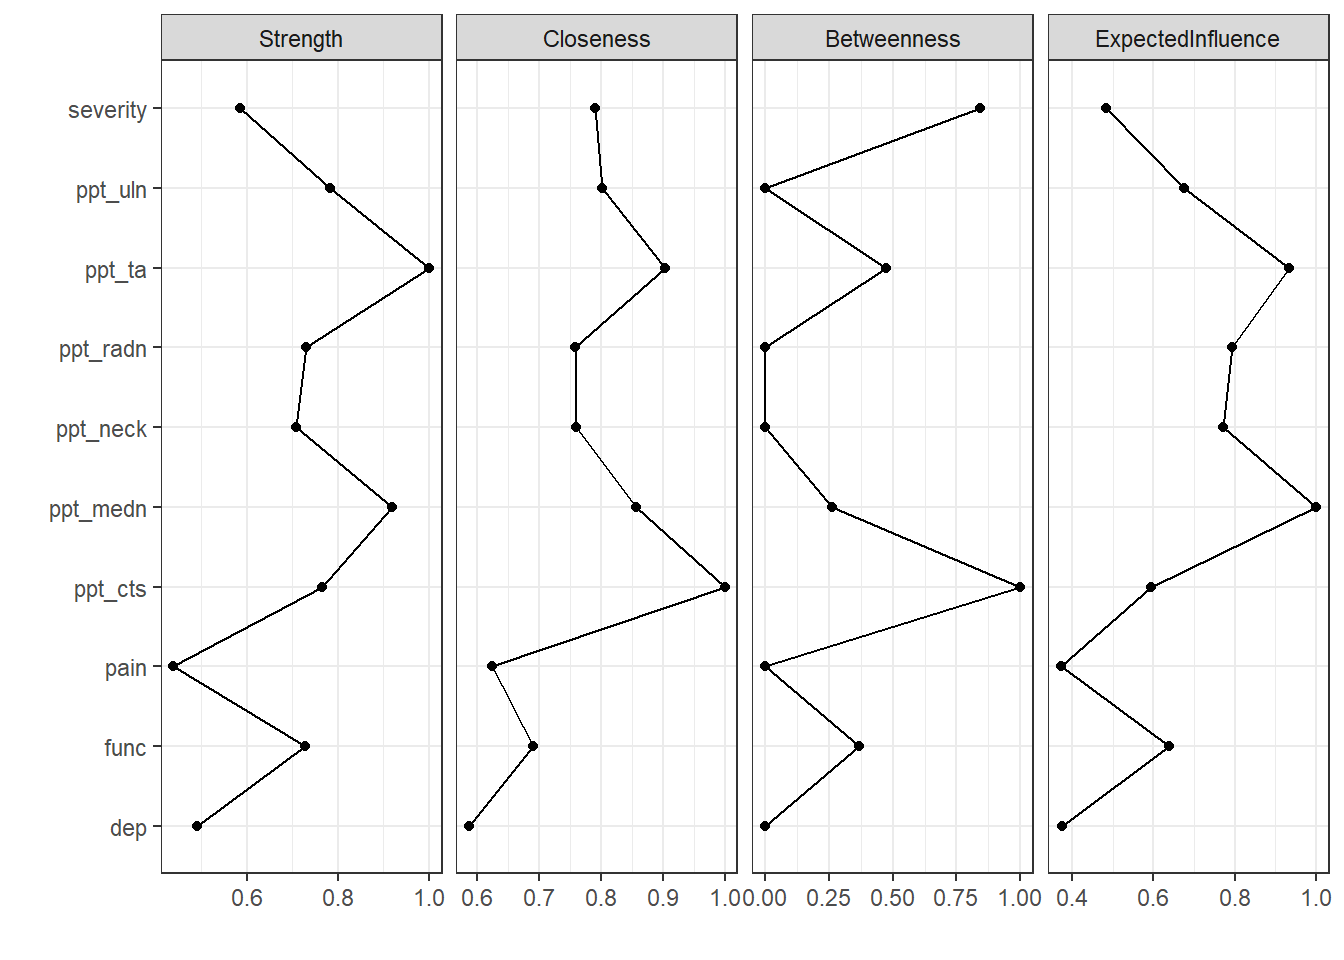 Strength Closeness Betweenness ExpectedInfluence
severity
ppt_uln
ppt_ta
ppt_radn
ppt_neck
ppt_medn
ppt_cts
pain
func
dep
0.6 0.8 1.0 0.6 0.7 0.8 0.9 1.0 0.00 0.25 0.50 0.75 1.00 0.4 0.6 0.8 1.0